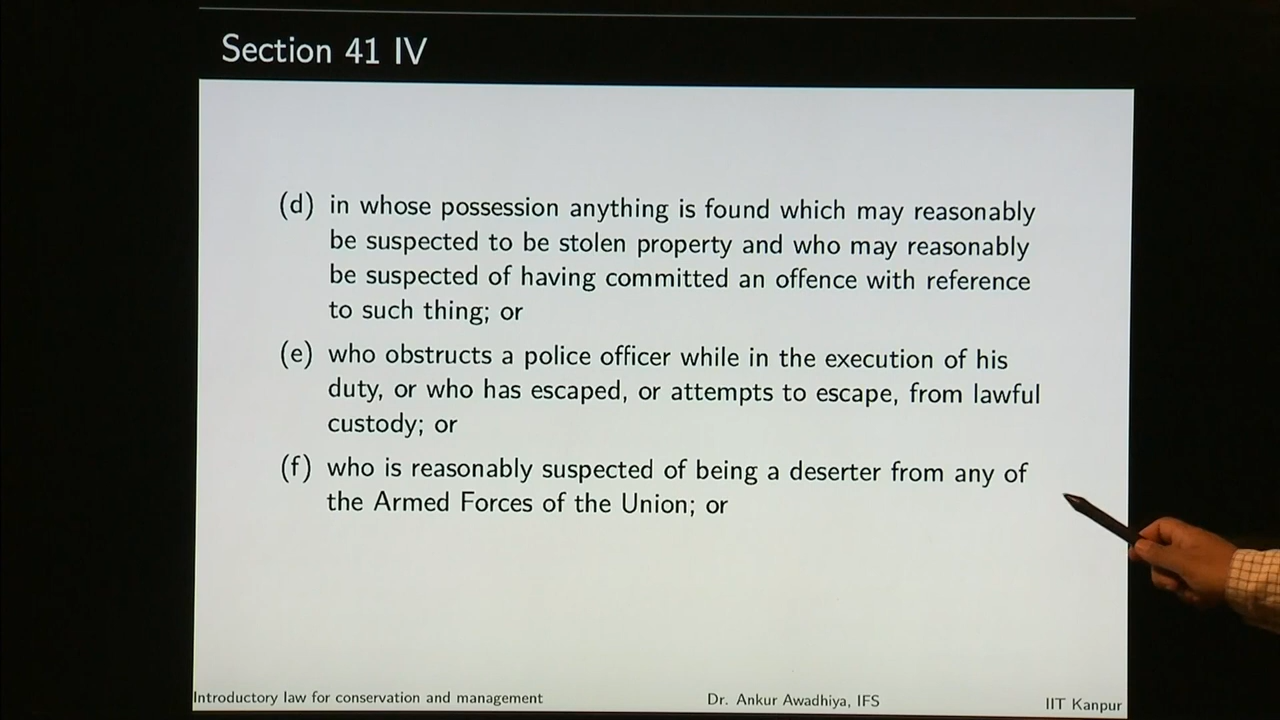 Section 41 IV
(d) in whose possession anything is found which may reasonably
be suspected to be stolen property and who may reasonably
be suspected of having committed an offence with reference
to such thing; or
(e) who obstructs a police officer while in the execution of his
duty, or who has escaped, or attempts to escape, from lawful
custody; or
(f) who is reasonably suspected of being a deserter from any of
the Armed Forces of the Union; or
Introductory law for conservation and management Dr. Ankur Awadhiya, IFS IIT Kanpur